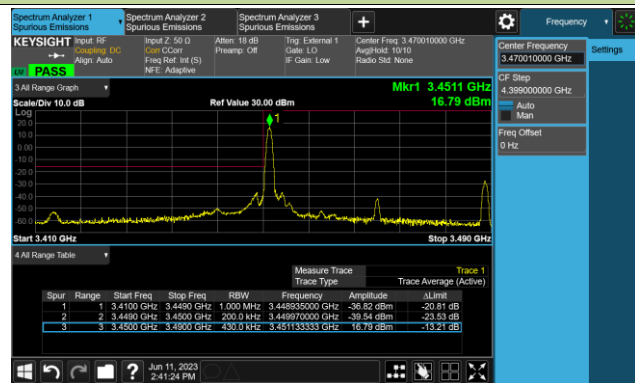 Spectrum Analyzer 1
Spurious Emissions
Spectrum Analyzer 2
Spurious Emissions
Spectrum Analyzer 3
Spurious Emissions
Frequency
KEYSIGHT
Input: RF
Coupling: DC
Align: Auto
Input Z: 50 Ω
Corr CCorr
Freq Ref: Int (S)
NFE: Adaptive
Atten: 18 dB
Preamp: Off
Trig: External 1
Gate: LO
IF Gain: Low
Center Freq: 3.470010000 GHz
Avg|Hold: 10/10
Radio Std: None
PASS
3 All Range Graph
Mkr1 3.4511 GHz
Scale/Div 10.0 dB
Ref Value 30.00 dBm
16.79 dBm
Log
20.0
10.0
0.00
-10.0
-20.0
-30.0
-40.0
-50.0
-60.0
1
Start 3.410 GHz
Stop 3.490 GHz
4 All Range Table
Measure Trace Trace 1
Trace Type Trace Average (Active)
Spur Range Start Freq Stop Freq RBW Frequency Amplitude ΔLimit
1 1 3.4100 GHz 3.4490 GHz 1.000 MHz 3.448935000 GHz -36.82 dBm -20.81 dB
2 2 3.4490 GHz 3.4500 GHz 200.0 kHz 3.449970000 GHz -39.54 dBm -23.53 dB
3 3 3.4500 GHz 3.4900 GHz 430.0 kHz 3.451133333 GHz 16.79 dBm -13.21 dB
Jun 11, 2023
2:41:24 PM
Center Frequency
3.470010000 GHz
Settings
CF Step
4.399000000 GHz
Auto
Man
Freq Offset
0 Hz